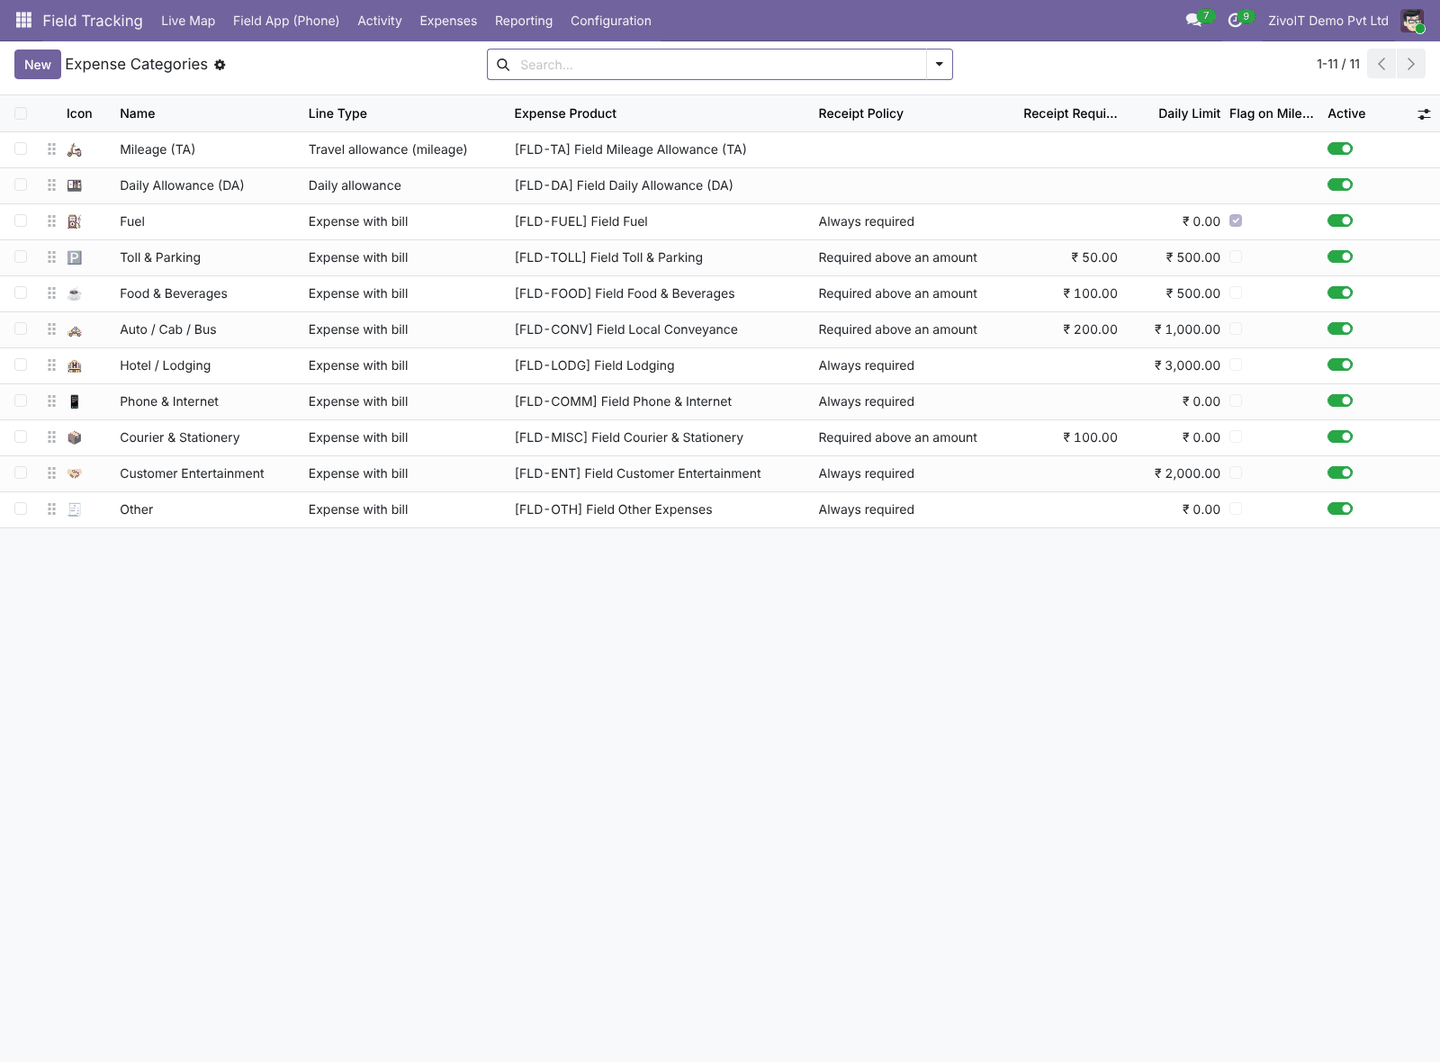 Field Tracking Live Map Field App (Phone) Activity Expenses Reporting Configuration 7 9 ZivoIT Demo Pvt Ltd
New Expense Categories Search... 1-11 / 11
Icon Name Line Type Expense Product Receipt Policy Receipt Requi... Daily Limit Flag on Mile... Active
Mileage (TA) Travel allowance (mileage) [FLD-TA] Field Mileage Allowance (TA)
Daily Allowance (DA) Daily allowance [FLD-DA] Field Daily Allowance (DA)
Fuel Expense with bill [FLD-FUEL] Field Fuel Always required ₹ 0.00
P Toll & Parking Expense with bill [FLD-TOLL] Field Toll & Parking Required above an amount ₹ 50.00 ₹ 500.00
Food & Beverages Expense with bill [FLD-FOOD] Field Food & Beverages Required above an amount ₹ 100.00 ₹ 500.00
Auto / Cab / Bus Expense with bill [FLD-CONV] Field Local Conveyance Required above an amount ₹ 200.00 ₹ 1,000.00
Hotel / Lodging Expense with bill [FLD-LODG] Field Lodging Always required ₹ 3,000.00
Phone & Internet Expense with bill [FLD-COMM] Field Phone & Internet Always required ₹ 0.00
Courier & Stationery Expense with bill [FLD-MISC] Field Courier & Stationery Required above an amount ₹ 100.00 ₹ 0.00
Customer Entertainment Expense with bill [FLD-ENT] Field Customer Entertainment Always required ₹ 2,000.00
Other Expense with bill [FLD-OTH] Field Other Expenses Always required ₹ 0.00